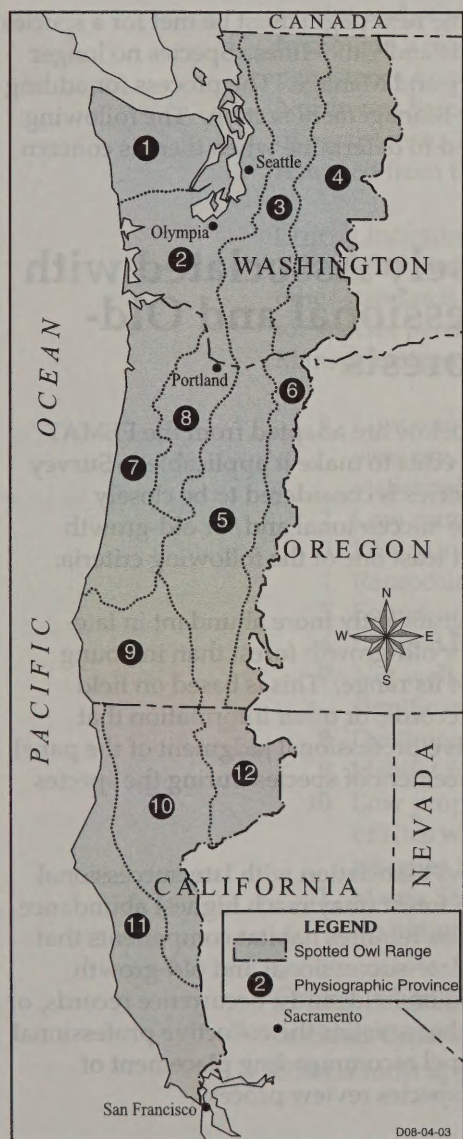 CANADA
1
Seattle
4
3
Olympia
2
WASHINGTON
OCEAN
Portland
6
8
7
5
OREGON
N
W E
S
PACIFIC
9
12
10
NEVADA
CALIFORNIA
11
LEGEND
Spotted Owl Range
2 Physiographic Province
Sacramento
San Francisco
D08-04-03